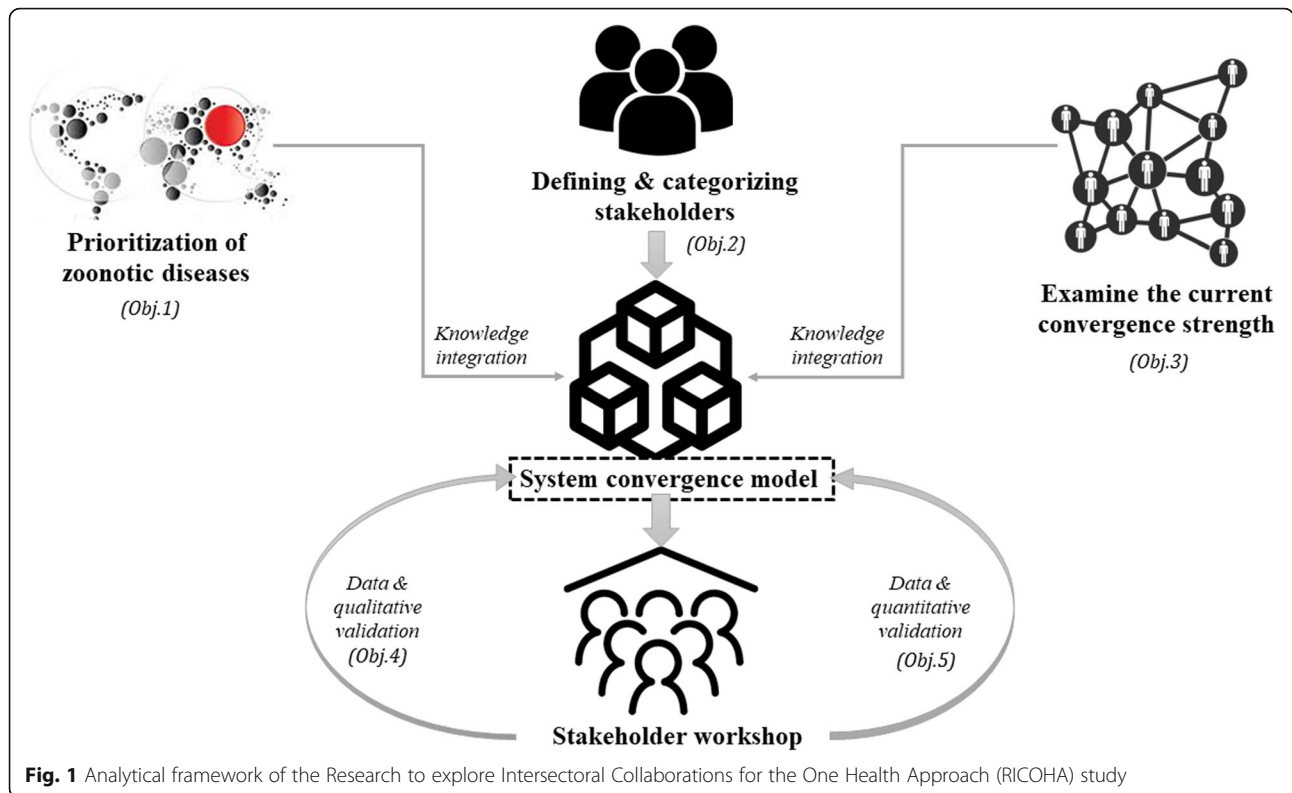 Prioritization of
zoonotic diseases
(Obj.1)
Defining & categorizing
stakeholders
(Obj.2)
Examine the current
convergence strength
(Obj.3)
Knowledge
integration
Knowledge
integration
System convergence model
Data &
qualitative
validation
(Obj.4)
Data &
quantitative
validation
(Obj.5)
Stakeholder workshop
Fig. 1 Analytical framework of the Research to explore Intersectoral Collaborations for the One Health Approach (RICOHA) study